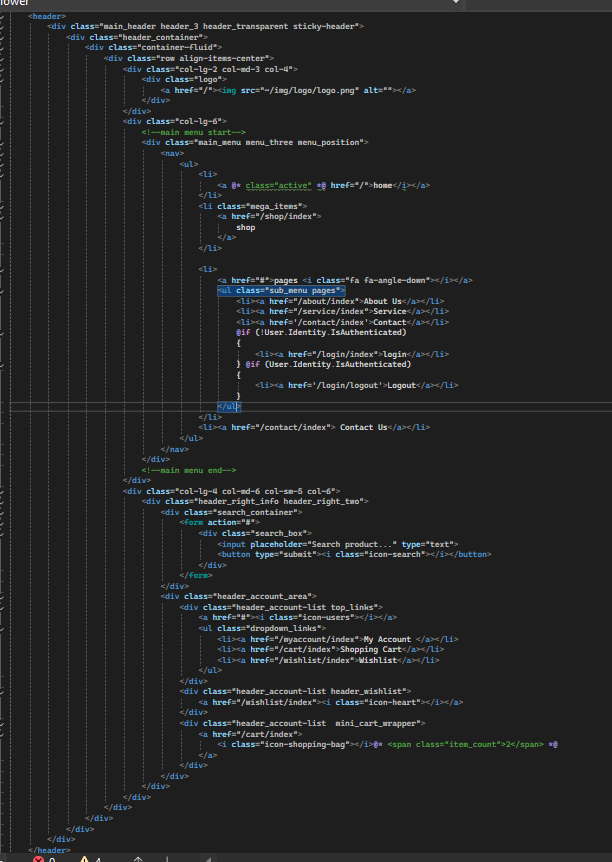 lower
<header>
<div class="main_header header_3 header_transparent sticky-header">
<div class="header_container">
<div class="container-fluid">
<div class="row align-items-center">
<div class="col-lg-2 col-md-3 col-4">
<div class="logo">
<a href="/"><img src="~/img/logo/logo.png" alt=""></a>
</div>
</div>
<div class="col-lg-6">
<!--main menu start-->
<div class="main_menu menu_three menu_position">
<nav>
<ul>
<li>
<a @* class="active" *@ href="/">home</i></a>
</li>
<li class="mega_items">
<a href="/shop/index">
shop
</a>
</li>
<li>
<a href="#">pages <i class="fa fa-angle-down"></i></a>
<ul class="sub_menu pages">
<li><a href="/about/index">About Us</a></li>
<li><a href="/service/index">Service</a></li>
<li><a href='/contact/index'>Contact</a></li>
@if (!User.Identity.IsAuthenticated)
{
<li><a href="/login/index">login</a></li>
} @if (User.Identity.IsAuthenticated)
{
<li><a href='/login/logout'>Logout</a></li>
}
</ul>
</li>
<li><a href="/contact/index"> Contact Us</a></li>
</ul>
</nav>
</div>
<!--main menu end-->
</div>
<div class="col-lg-4 col-md-6 col-sm-5 col-6">
<div class="header_right_info header_right_two">
<div class="search_container">
<form action="#">
<div class="search_box">
<input placeholder="Search product..." type="text">
<button type="submit"><i class="icon-search"></i></button>
</div>
</form>
</div>
<div class="header_account_area">
<div class="header_account-list top_links">
<a href="#"><i class="icon-users"></i></a>
<ul class="dropdown_links">
<li><a href="/myaccount/index">My Account </a></li>
<li><a href="/cart/index">Shopping Cart</a></li>
<li><a href="/wishlist/index">Wishlist</a></li>
</ul>
</div>
<div class="header_account-list header_wishlist">
<a href="/wishlist/index"><i class="icon-heart"></i></a>
</div>
<div class="header_account-list  mini_cart_wrapper">
<a href="/cart/index">
<i class="icon-shopping-bag"></i>@* <span class="item_count">2</span> *@
</a>
</div>
</div>
</div>
</div>
</div>
</div>
</div>
</div>
</header>
0 4